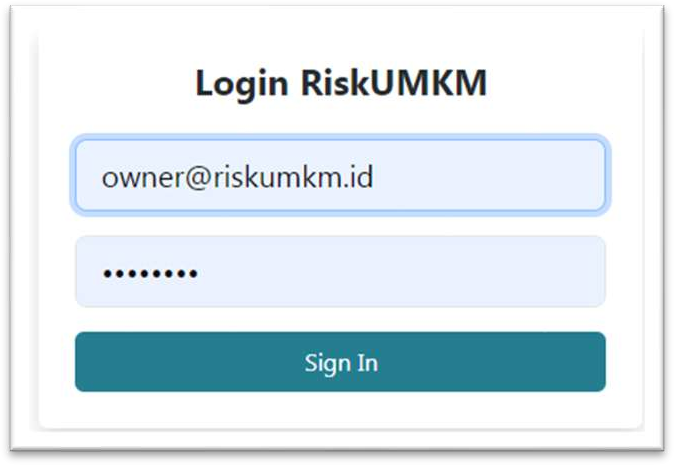 Login RiskUMKM
owner@riskumkm.id
••••••••
Sign In